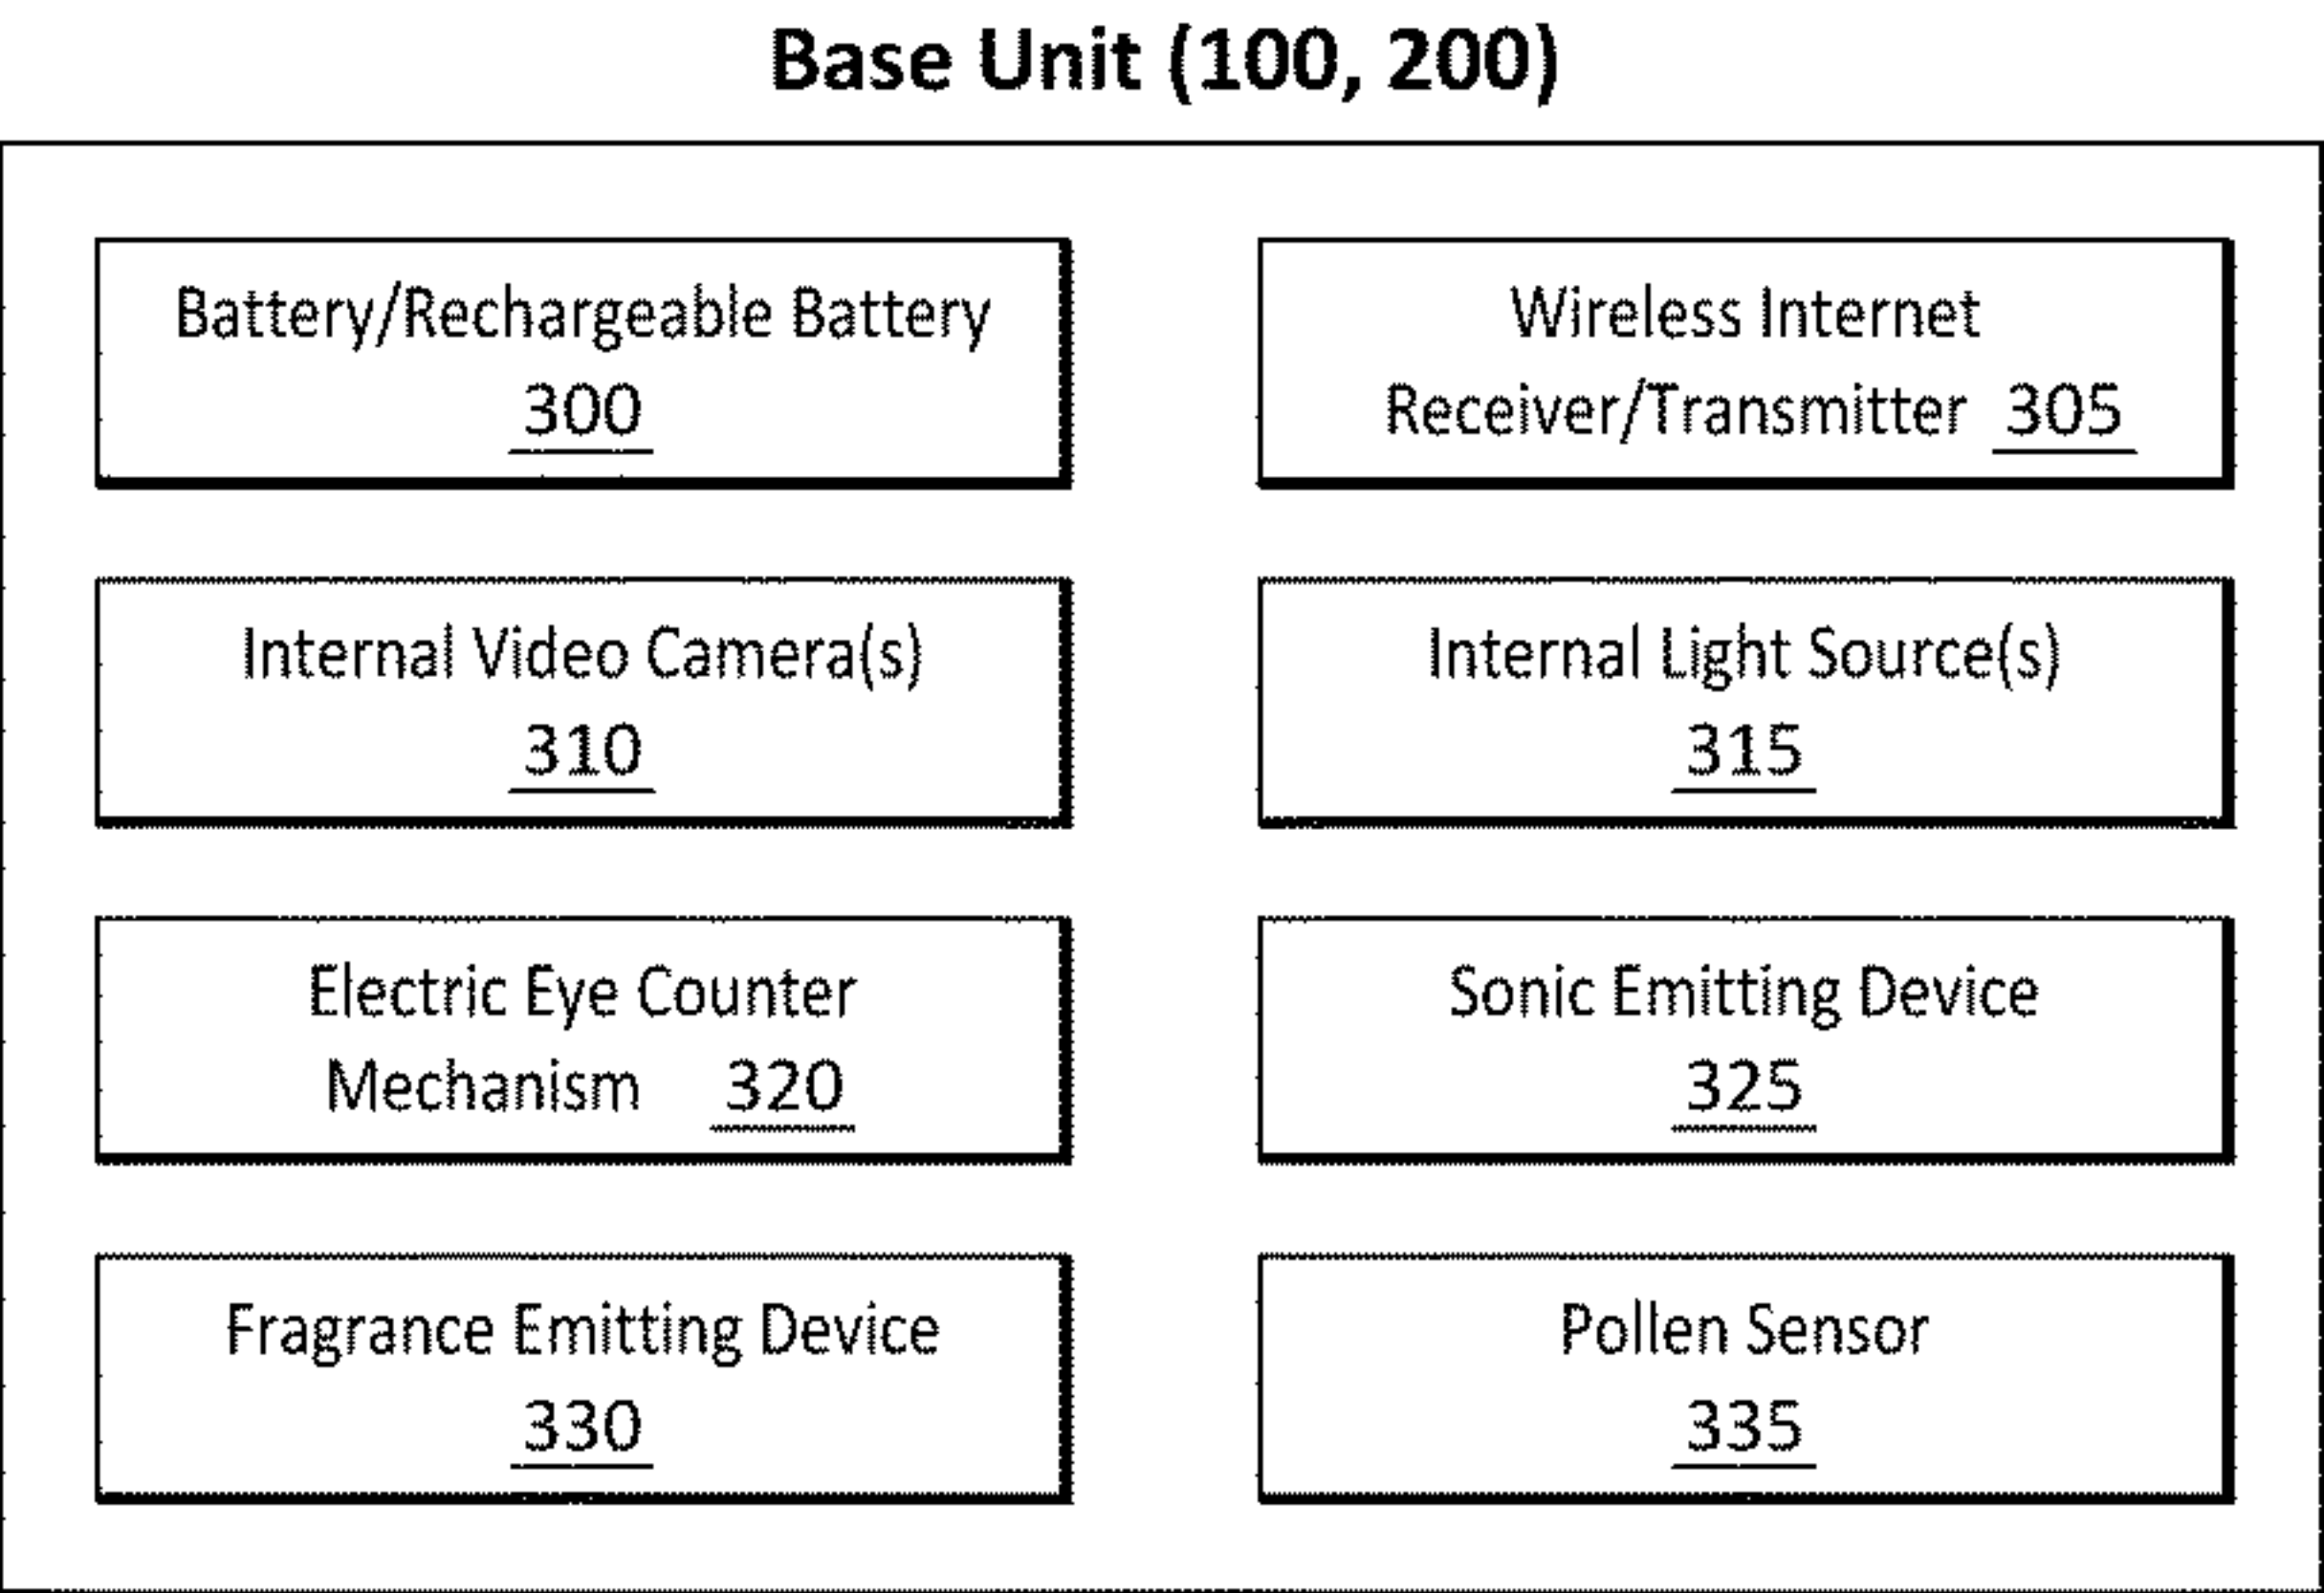 Base Unit (100, 200)
Battery/Rechargeable Battery
300
Wireless Internet
Receiver/Transmitter 305
Internal Video Camera(s)
310
Internal Light Source(s)
315
Electric Eye Counter
Mechanism 320
Sonic Emitting Device
325
Fragrance Emitting Device
330
Pollen Sensor
335